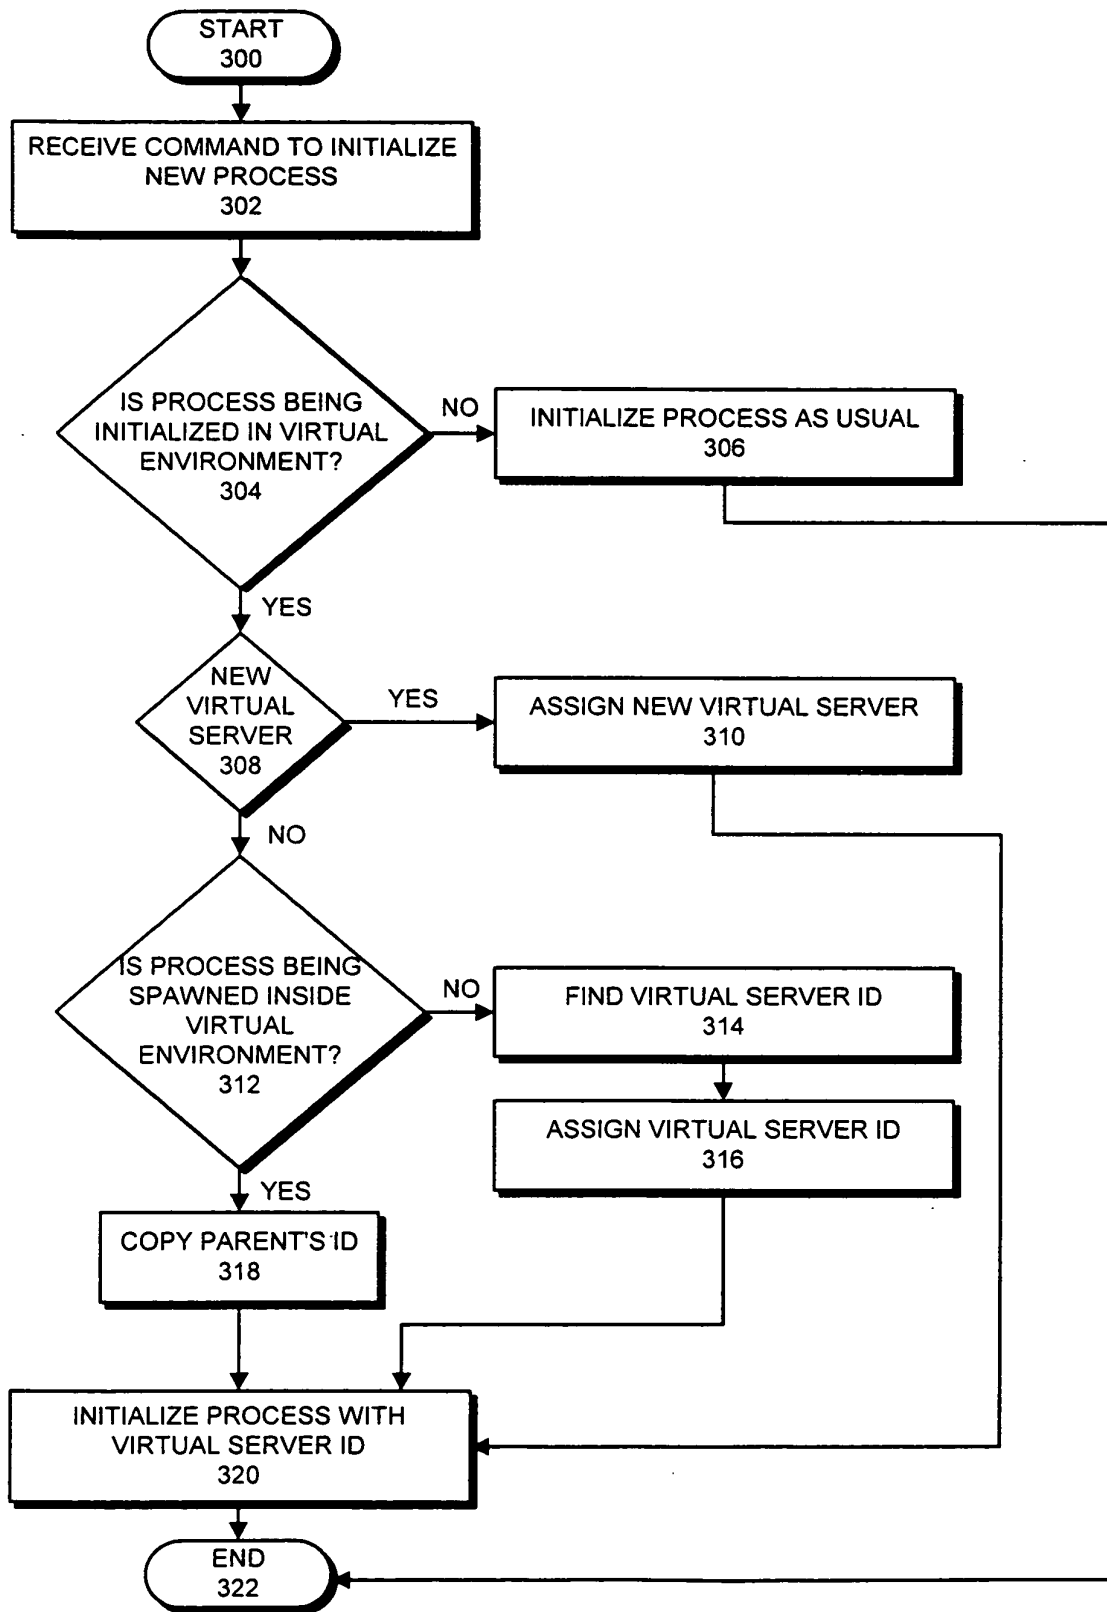 START
300
RECEIVE COMMAND TO INITIALIZE
NEW PROCESS
302
IS PROCESS BEING
INITIALIZED IN VIRTUAL
ENVIRONMENT?
304
NO
INITIALIZE PROCESS AS USUAL
306
YES
NEW
VIRTUAL
SERVER
308
YES
ASSIGN NEW VIRTUAL SERVER
310
NO
IS PROCESS BEING
SPAWNED INSIDE
VIRTUAL
ENVIRONMENT?
312
NO
FIND VIRTUAL SERVER ID
314
ASSIGN VIRTUAL SERVER ID
316
YES
COPY PARENT'S ID
318
INITIALIZE PROCESS WITH
VIRTUAL SERVER ID
320
END
322